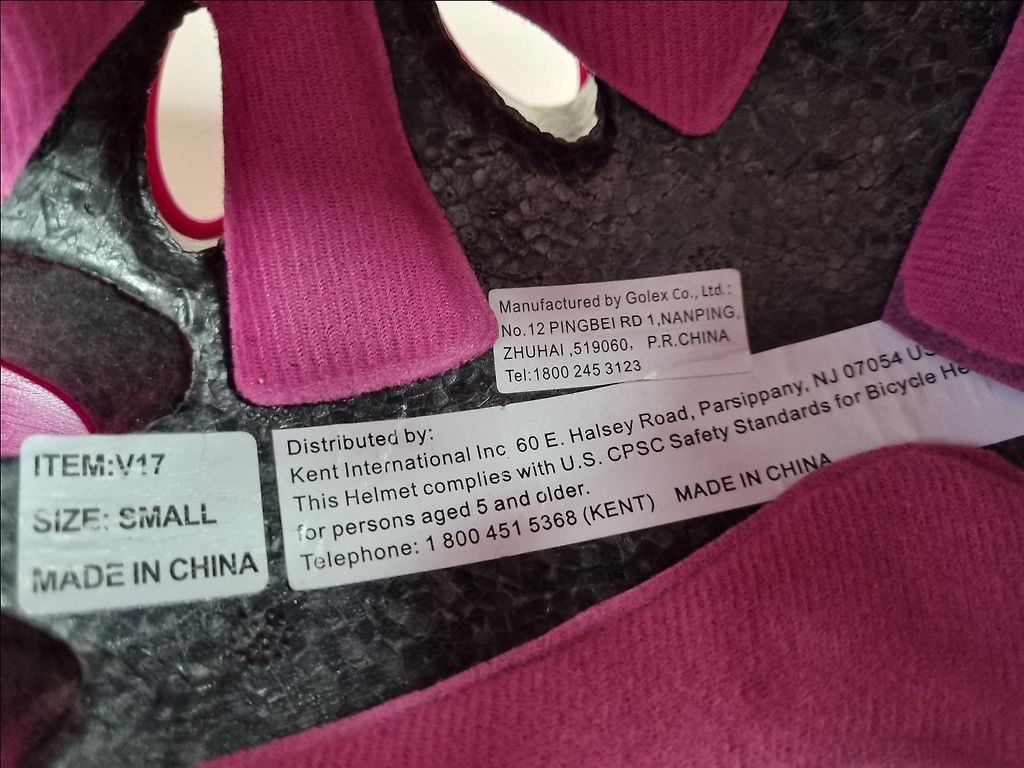 Manufactured by Golex Co., Ltd.:
No.12 PINGBEI RD 1,NANPING,
ZHUHAI ,519060, P.R.CHINA
Tel:1800 245 3123
Distributed by:
Kent International Inc 60 E. Halsey Road, Parsippany, NJ 07054
This Helmet complies with U.S. CPSC Safety Standards for Bicycle
for persons aged 5 and older.
Telephone: 1 800 451 5368 (KENT) MADE IN CHINA
ITEM:V17
SIZE: SMALL
MADE IN CHINA